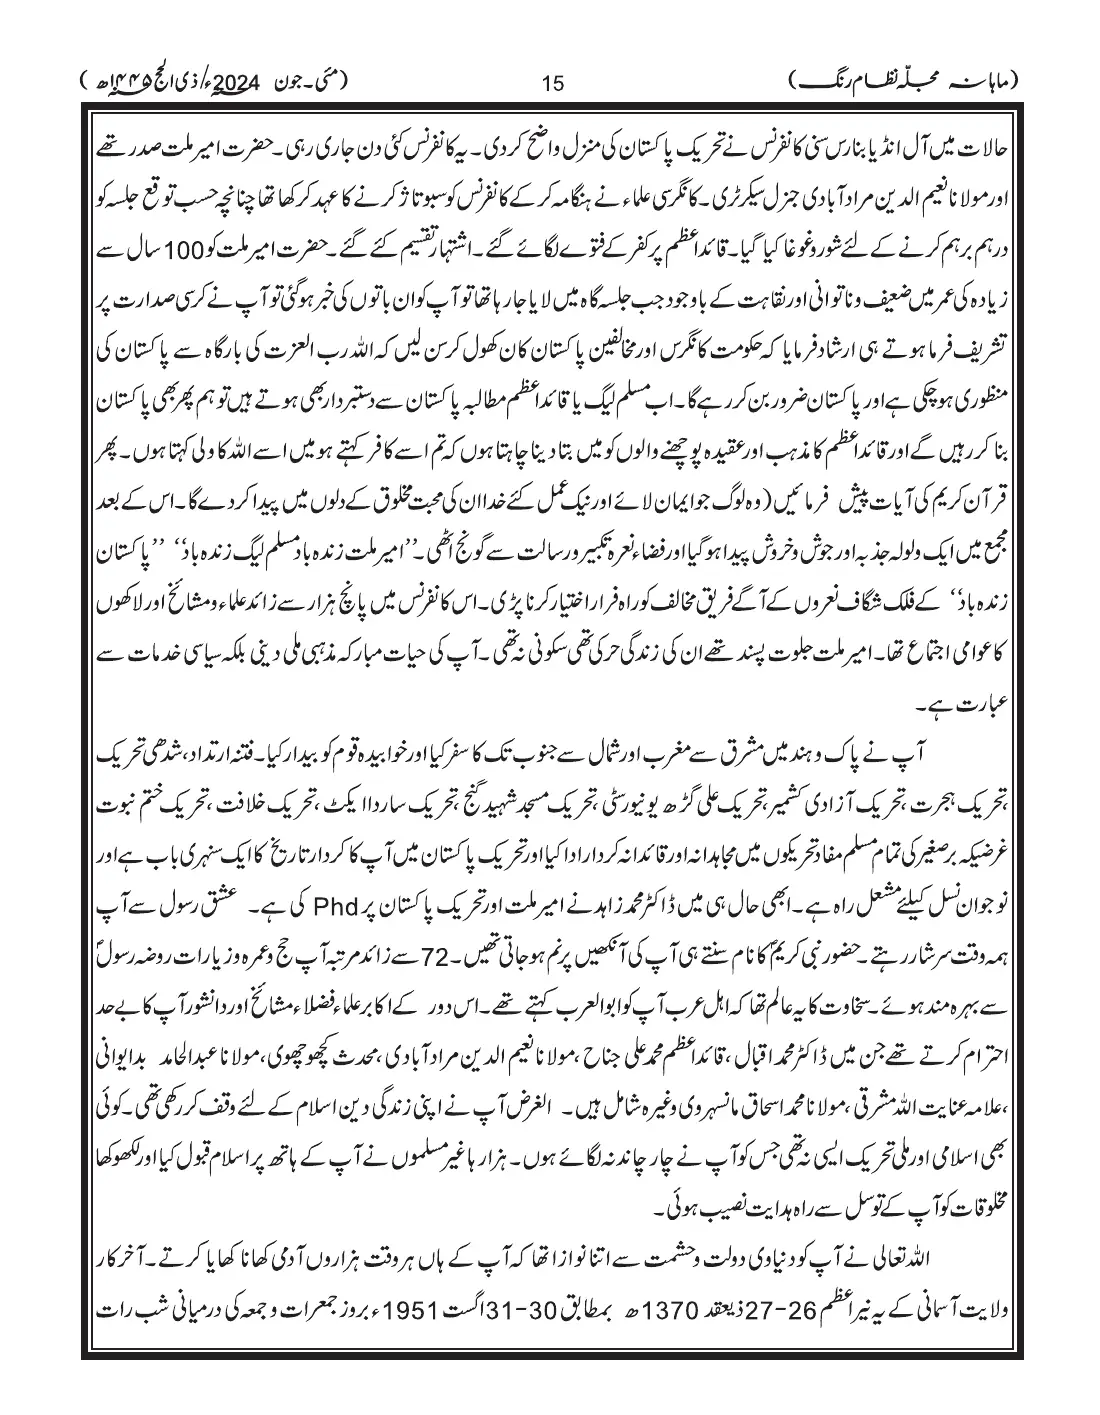 (ماہانہ مجلّہ نظام رنگ)
15
(مئی۔جون 2024ء/ذی الحج ۱۴۴۵ھ)
حالات میں آل انڈیا بنارس سنی کانفرنس نے تحریک پاکستان کی منزل واضح کردی۔ یہ کانفرنس کئی دن جاری رہی۔ حضرت امیر ملت صدر تھے
اور مولانا نعیم الدین مراد آبادی جنرل سیکرٹری۔ کانگرسی علماء نے ہنگامہ کرکے کانفرنس کو سبوتاژ کرنے کا عہد کرکھا تھا چنانچہ حسب توقع جلسہ کو
درہم برہم کرنے کے لئے شور و غوغا کیا گیا۔ قائد اعظم پر کفر کے فتوے لگائے گئے۔ اشتہار تقسیم کئے گئے۔ حضرت امیر ملت کو 100 سال سے
زیادہ کی عمر میں ضعیف و ناتوانی اور نقاہت کے باوجود جب جلسہ گاہ میں لایا جارہا تھا تو آپ کو ان باتوں کی خبر ہوگئی تو آپ نے کرسی صدارت پر
تشریف فرما ہوتے ہی ارشاد فرمایا کہ حکومت کانگرس اور مخالفین پاکستان کان کھول کر سن لیں کہ اللہ رب العزت کی بارگاہ سے پاکستان کی
منظوری ہوچکی ہے اور پاکستان ضرور بن کر رہے گا۔ اب مسلم لیگ یا قائد اعظم مطالبہ پاکستان سے دستبردار بھی ہوتے ہیں تو ہم پھر بھی پاکستان
بنا کر رہیں گے اور قائد اعظم کا مذہب اور عقیدہ پوچھنے والوں کو میں بتا دینا چاہتا ہوں کہ تم اسے کافر کہتے ہو میں اسے اللہ کا ولی کہتا ہوں۔ پھر
قرآن کریم کی آیات پیش فرمائیں (وہ لوگ جو ایمان لائے اور نیک عمل کئے خدا ان کی محبت مخلوق کے دلوں میں پیدا کردے گا۔ اس کے بعد
مجمع میں ایک ولولہ جذبہ اور جوش و خروش پیدا ہو گیا اور فضاء نعرہ تکبیر و رسالت سے گونج اٹھی۔ ’’امیر ملت زندہ باد مسلم لیگ زندہ باد‘‘ ’’پاکستان
زندہ باد‘‘ کے فلک شگاف نعروں کے آگے فریق مخالف کو راہ فرار اختیار کرنا پڑی۔ اس کانفرنس میں پانچ ہزار سے زائد علماء و مشائخ اور لاکھوں
کا عوامی اجتماع تھا۔ امیر ملت جلوت پسند تھے ان کی زندگی حرکی تھی سکونی نہ تھی۔ آپ کی حیات مبارکہ مذہبی ملی دینی بلکہ سیاسی خدمات سے
عبارت ہے۔
آپ نے پاک و ہند میں مشرق سے مغرب اور شمال سے جنوب تک کا سفر کیا اور خوابیدہ قوم کو بیدار کیا۔ فتنہ ارتداد، شدھی تحریک
،تحریک ہجرت ،تحریک آزادی کشمیر،تحریک علی گڑھ یونیورسٹی ،تحریک مسجد شہید گنج ،تحریک ساردا ایکٹ ،تحریک خلافت ،تحریک ختم نبوت
غرضیکہ برصغیر کی تمام مسلم مفاد تحریکوں میں مجاہدانہ اور قائدانہ کردار ادا کیا اور تحریک پاکستان میں آپ کا کردار تاریخ کا ایک سنہری باب ہے اور
نوجوان نسل کیلئے مشعل راہ ہے۔ ابھی حال ہی میں ڈاکٹر محمد زاہد نے امیر ملت اور تحریک پاکستان پر Phd کی ہے۔ عشق رسول سے آپ
ہمہ وقت سرشار رہتے۔ حضور نبی کریمؐ کا نام سنتے ہی آپ کی آنکھیں پرنم ہوجاتی تھیں۔ 72 سے زائد مرتبہ آپ حج و عمرہ و زیارات روضہ رسولؐ
سے بہرہ مند ہوئے۔ سخاوت کا یہ عالم تھا کہ اہل عرب آپ کو ابوالعرب کہتے تھے۔ اس دور کے اکابر علماء فضلاء مشائخ اور دانشور آپ کا بے حد
احترام کرتے تھے جن میں ڈاکٹر محمد اقبال ،قائد اعظم محمد علی جناح ،مولانا نعیم الدین مراد آبادی ،محدث کچھوچھوی، مولانا عبدالحامد بدایوانی
،علامہ عنایت اللہ مشرقی ،مولانا محمد اسحاق مانسہروی وغیرہ شامل ہیں۔ الغرض آپ نے اپنی زندگی دین اسلام کے لئے وقف کر رکھی تھی۔ کوئی
بھی اسلامی اور ملی تحریک ایسی نہ تھی جس کو آپ نے چار چاند نہ لگائے ہوں۔ ہزار ہا غیر مسلموں نے آپ کے ہاتھ پر اسلام قبول کیا اور لکھوکھا
مخلوقات کو آپ کے توسل سے راہ ہدایت نصیب ہوئی۔
اللہ تعالی نے آپ کو دنیاوی دولت و حشمت سے اتنا نوازا تھا کہ آپ کے ہاں ہر وقت ہزاروں آدمی کھانا کھایا کرتے۔ آخر کار
ولایت آسمانی کے یہ نیر اعظم 26-27 ذیعقد 1370ھ بمطابق 30-31 اگست 1951ء بروز جمعرات و جمعہ کی درمیانی شب رات